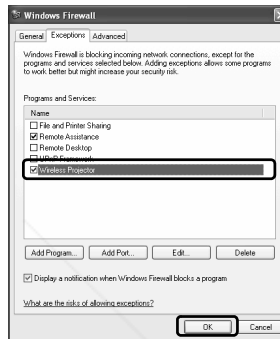 Windows Firewall
General Exceptions Advanced
Windows Firewall is blocking incoming network connections, except for the
programs and services selected below. Adding exceptions allows some programs
to work better but might increase your security risk.
Programs and Services:
Name
File and Printer Sharing
Remote Assistance
Remote Desktop
UPnP Framework
Wireless Projector
Add Program... Add Port... Edit... Delete
Display a notification when Windows Firewall blocks a program
What are the risks of allowing exceptions?
OK Cancel